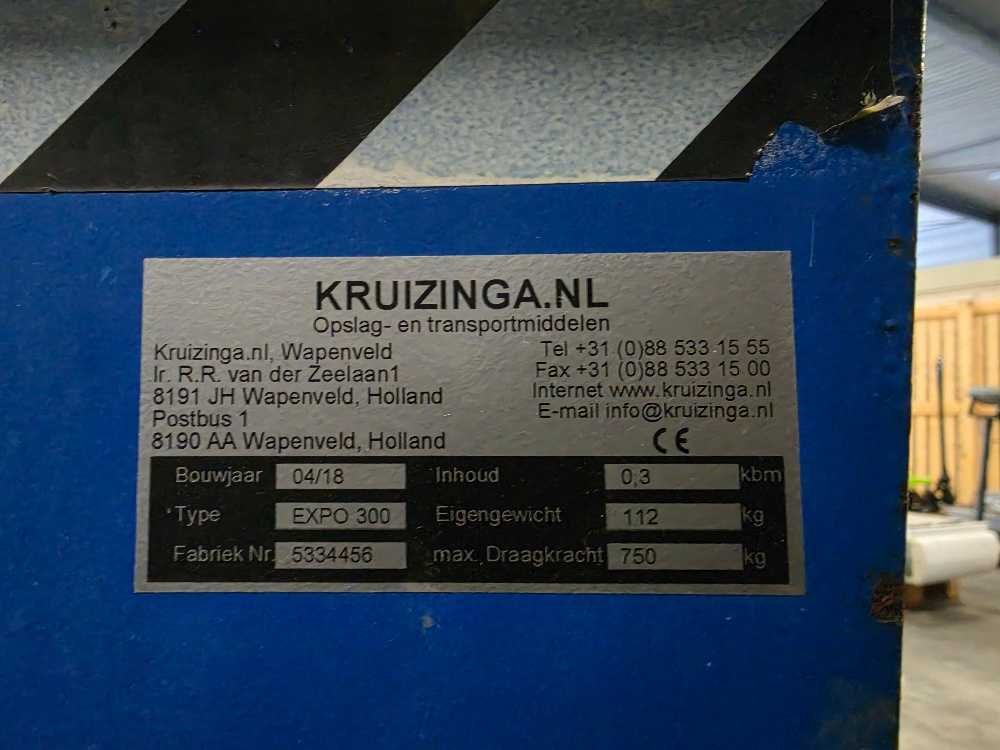 KRUIZINGA.NL
Opslag- en transportmiddelen
Kruizinga.nl, Wapenveld
Ir. R.R. van der Zeelaan1
8191 JH Wapenveld, Holland
Postbus 1
8190 AA Wapenveld, Holland
Tel +31 (0)88 533 15 55
Fax +31 (0)88 533 15 00
Internet www.kruizinga.nl
E-mail info@kruizinga.nl
CE
Bouwjaar 04/18 Inhoud 0,3 kbm
Type EXPO 300 Eigengewicht 112 kg
Fabriek Nr. 5334456 max. Draagkracht 750 kg